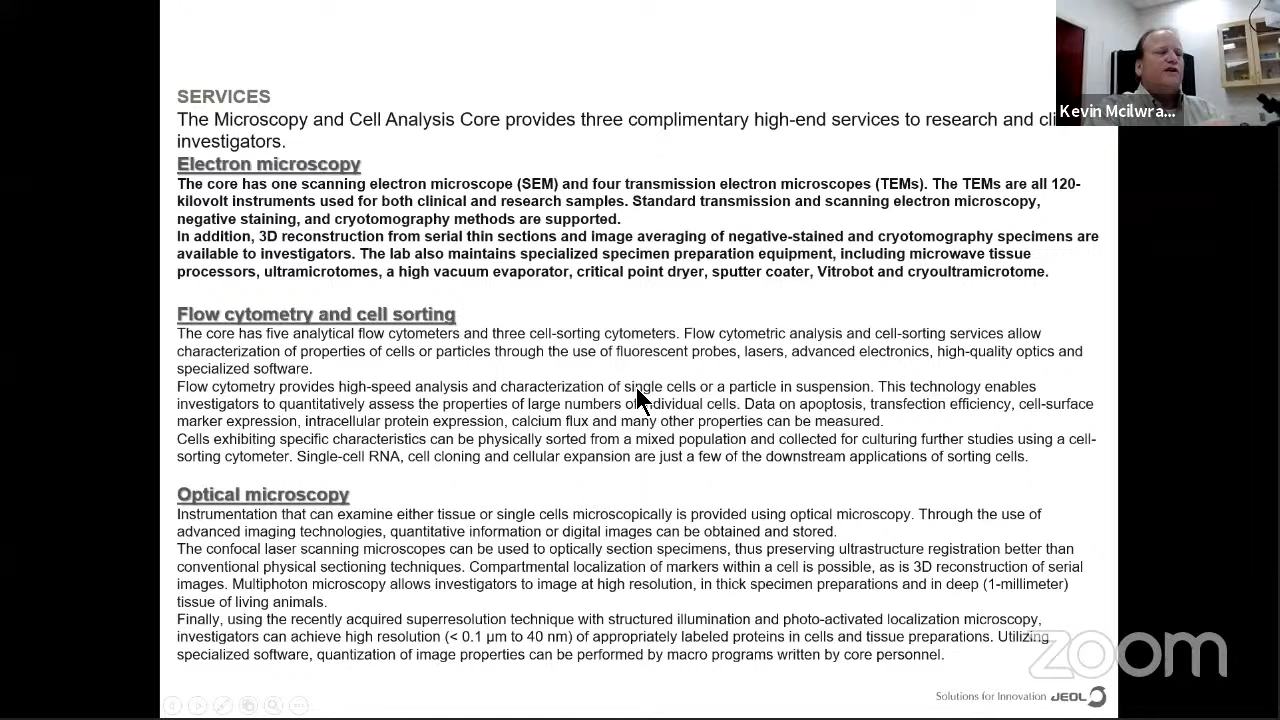 SERVICES
The Microscopy and Cell Analysis Core provides three complimentary high-end services to research and cli
investigators.
Electron microscopy
The core has one scanning electron microscope (SEM) and four transmission electron microscopes (TEMs). The TEMs are all 120-
kilovolt instruments used for both clinical and research samples. Standard transmission and scanning electron microscopy,
negative staining, and cryotomography methods are supported.
In addition, 3D reconstruction from serial thin sections and image averaging of negative-stained and cryotomography specimens are
available to investigators. The lab also maintains specialized specimen preparation equipment, including microwave tissue
processors, ultramicrotomes, a high vacuum evaporator, critical point dryer, sputter coater, Vitrobot and cryoultramicrotome.
Flow cytometry and cell sorting
The core has five analytical flow cytometers and three cell-sorting cytometers. Flow cytometric analysis and cell-sorting services allow
characterization of properties of cells or particles through the use of fluorescent probes, lasers, advanced electronics, high-quality optics and
specialized software.
Flow cytometry provides high-speed analysis and characterization of single cells or a particle in suspension. This technology enables
investigators to quantitatively assess the properties of large numbers of individual cells. Data on apoptosis, transfection efficiency, cell-surface
marker expression, intracellular protein expression, calcium flux and many other properties can be measured.
Cells exhibiting specific characteristics can be physically sorted from a mixed population and collected for culturing further studies using a cell-
sorting cytometer. Single-cell RNA, cell cloning and cellular expansion are just a few of the downstream applications of sorting cells.
Optical microscopy
Instrumentation that can examine either tissue or single cells microscopically is provided using optical microscopy. Through the use of
advanced imaging technologies, quantitative information or digital images can be obtained and stored.
The confocal laser scanning microscopes can be used to optically section specimens, thus preserving ultrastructure registration better than
conventional physical sectioning techniques. Compartmental localization of markers within a cell is possible, as is 3D reconstruction of serial
images. Multiphoton microscopy allows investigators to image at high resolution, in thick specimen preparations and in deep (1-millimeter)
tissue of living animals.
Finally, using the recently acquired superresolution technique with structured illumination and photo-activated localization microscopy,
investigators can achieve high resolution (< 0.1 µm to 40 nm) of appropriately labeled proteins in cells and tissue preparations. Utilizing
specialized software, quantization of image properties can be performed by macro programs written by core personnel.
Kevin Mcilwra...
zoom
Solutions for Innovation JEOL